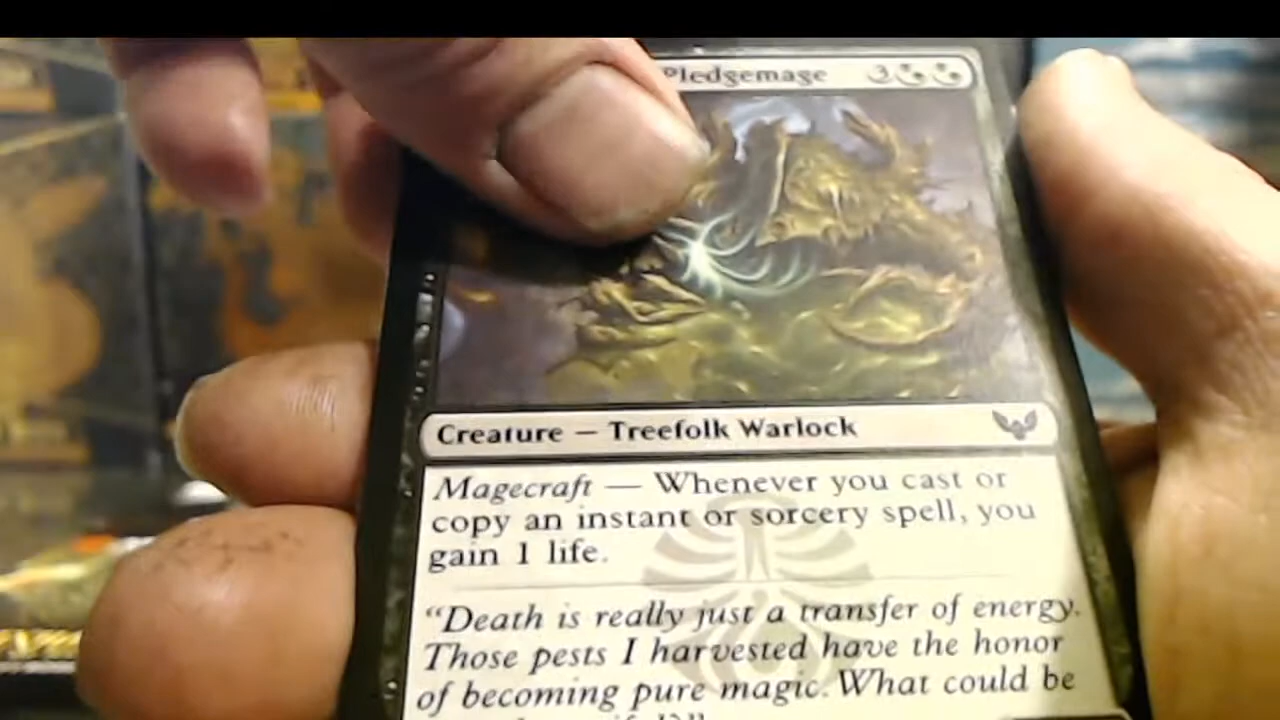 Pledgemage 3
Creature — Treefolk Warlock
Magecraft — Whenever you cast or
copy an instant or sorcery spell, you
gain 1 life.
“Death is really just a transfer of energy.
Those pests I harvested have the honor
of becoming pure magic. What could be